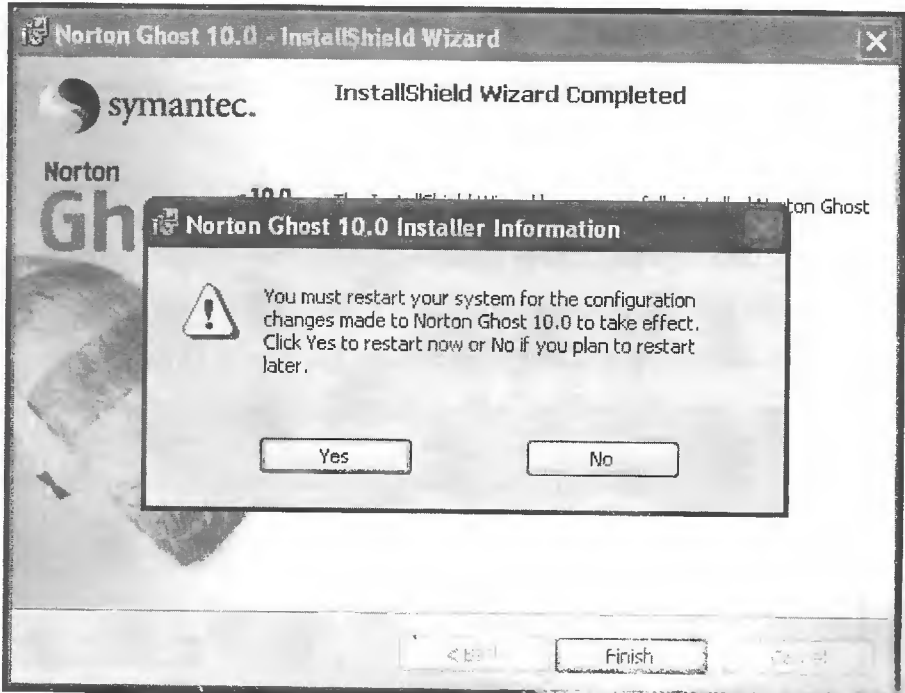 Norton Ghost 10.0 - InstallShield Wizard
symantec.
InstallShield Wizard Completed
Norton
Gh
10.0
ton Ghost
Norton Ghost 10.0 Installer Information
You must restart your system for the configuration
changes made to Norton Ghost 10.0 to take effect.
Click Yes to restart now or No if you plan to restart
later.
Yes
No
Finish